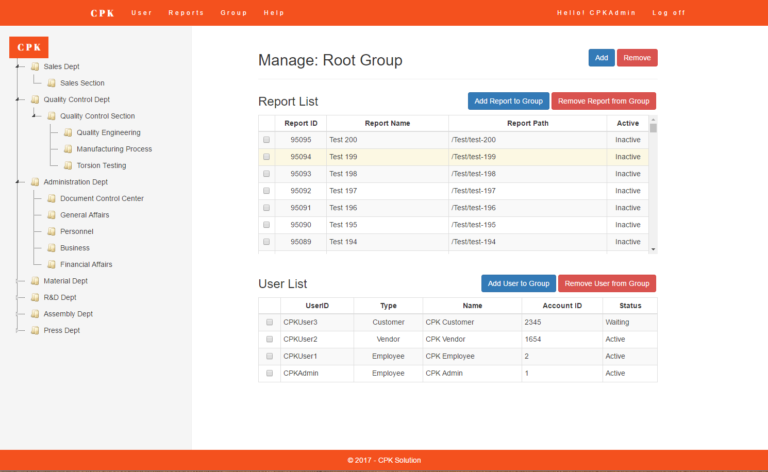 CPK User Reports Group Help Hello! CPKAdmin Log off
CPK
Sales Dept
Sales Section
Quality Control Dept
Quality Control Section
Quality Engineering
Manufacturing Process
Torsion Testing
Administration Dept
Document Control Center
General Affairs
Personnel
Business
Financial Affairs
Material Dept
R&D Dept
Assembly Dept
Press Dept
Manage: Root Group Add Remove
Report List Add Report to Group Remove Report from Group
Report ID Report Name Report Path Active
95095 Test 200 /Test/test-200 Inactive
95094 Test 199 /Test/test-199 Inactive
95093 Test 198 /Test/test-198 Inactive
95092 Test 197 /Test/test-197 Inactive
95091 Test 196 /Test/test-196 Inactive
95090 Test 195 /Test/test-195 Inactive
95089 Test 194 /Test/test-194 Inactive
User List Add User to Group Remove User from Group
UserID Type Name Account ID Status
CPKUser3 Customer CPK Customer 2345 Waiting
CPKUser2 Vendor CPK Vendor 1654 Active
CPKUser1 Employee CPK Employee 2 Active
CPKAdmin Employee CPK Admin 1 Active
© 2017 - CPK Solution